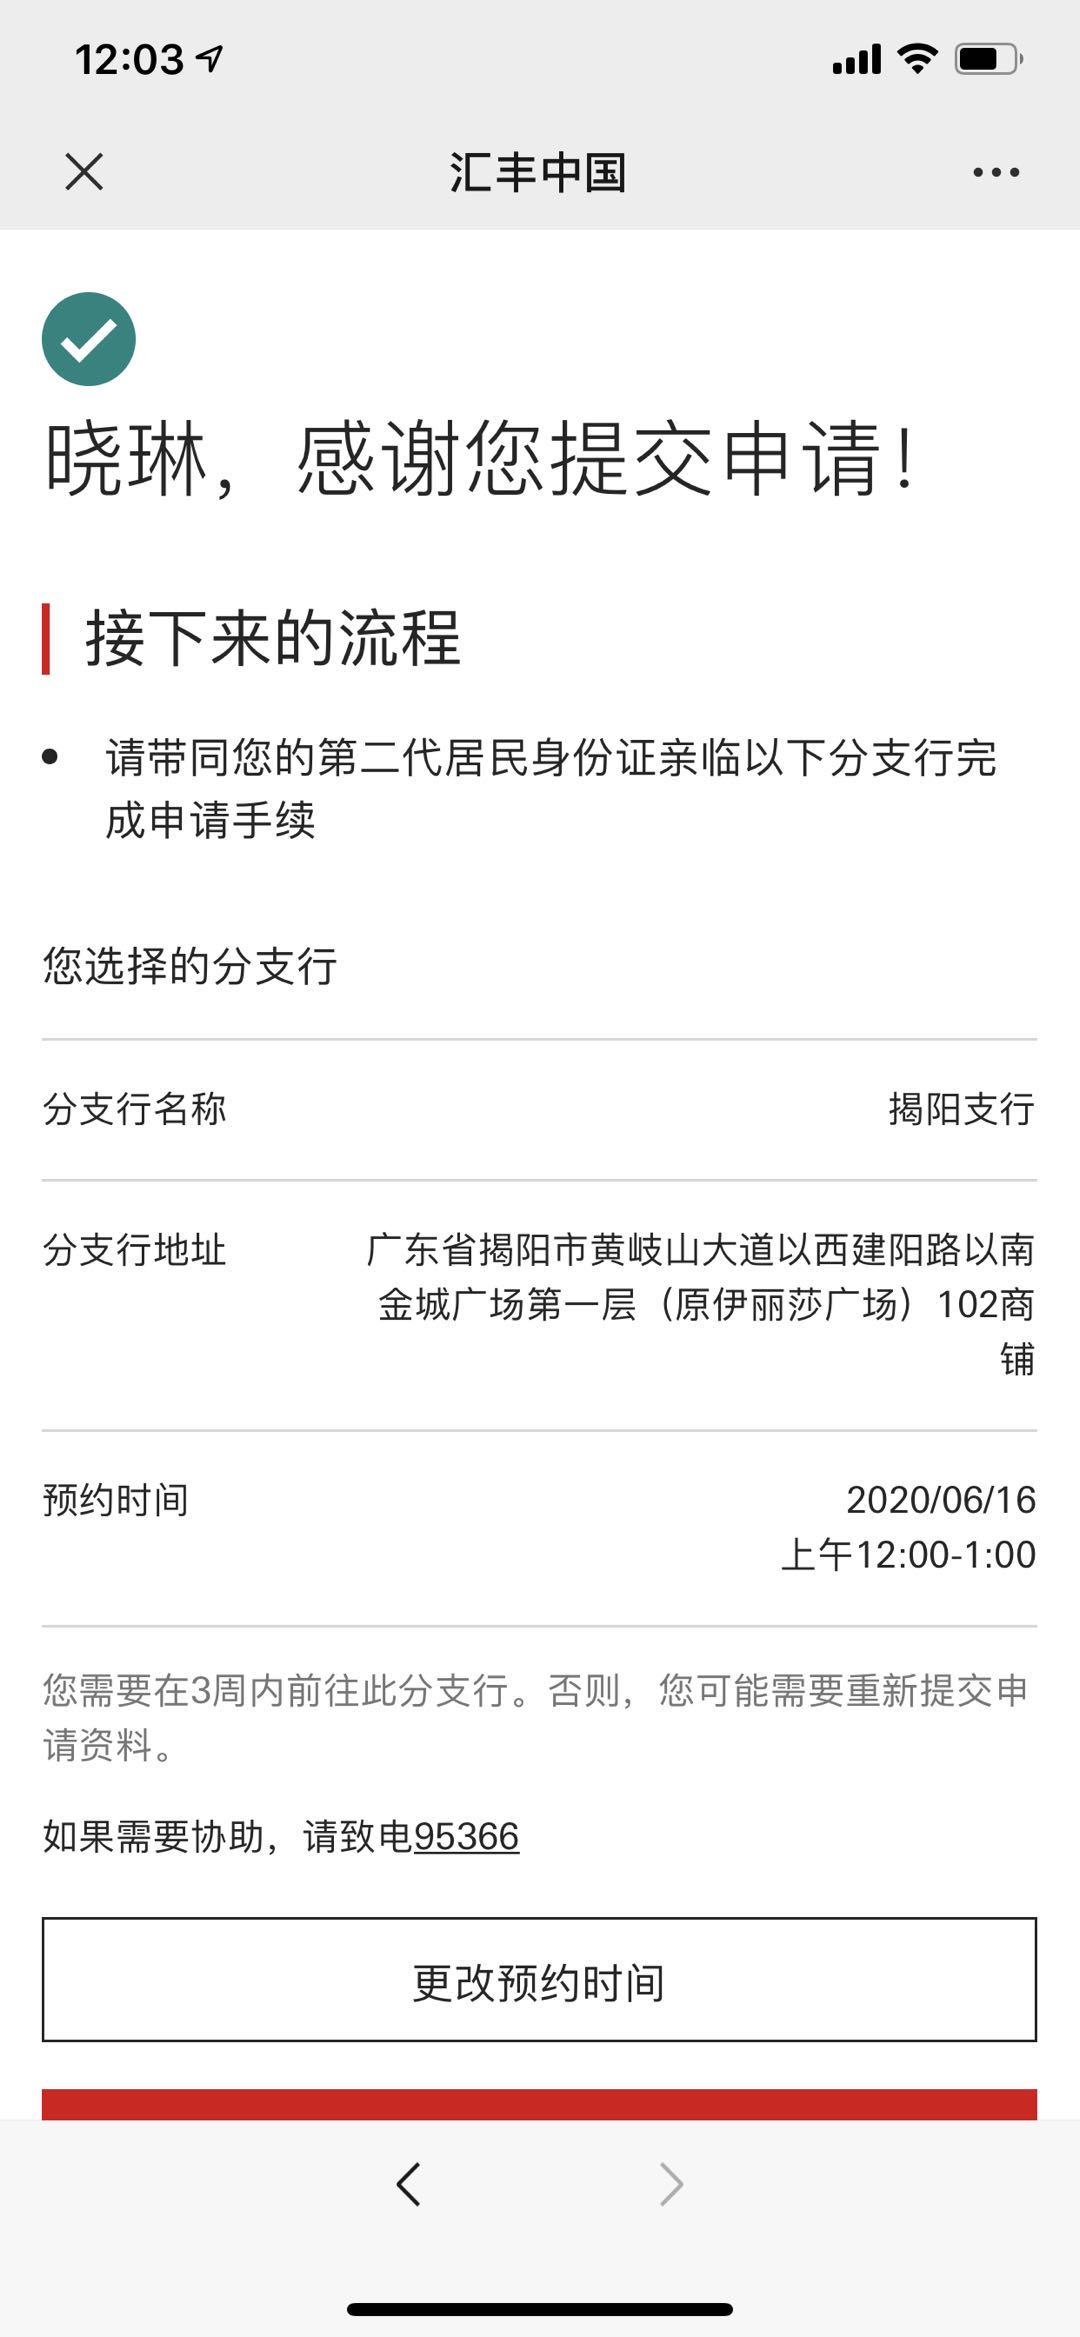 12:03
汇丰中国
晓琳，感谢您提交申请！
接下来的流程
• 请带同您的第二代居民身份证亲临以下分支行完
成申请手续
您选择的分支行
分支行名称 揭阳支行
分支行地址 广东省揭阳市黄岐山大道以西建阳路以南
金城广场第一层（原伊丽莎广场）102商
铺
预约时间 2020/06/16
上午12:00-1:00
您需要在3周内前往此分支行。否则，您可能需要重新提交申
请资料。
如果需要协助，请致电95366
更改预约时间